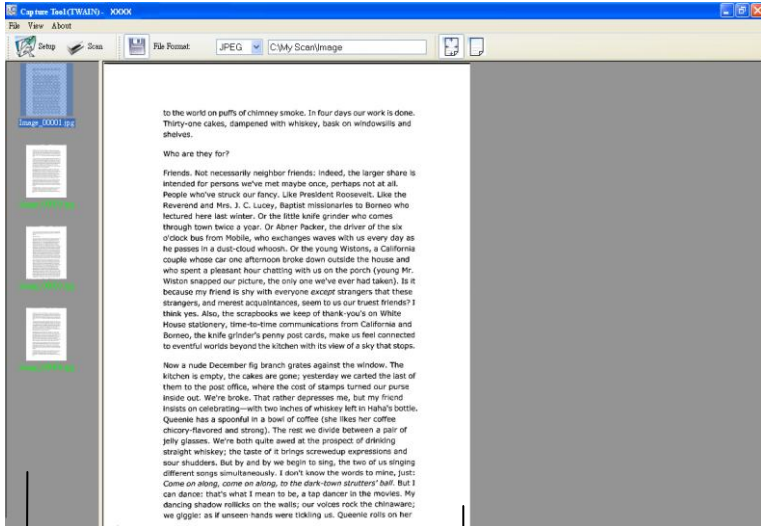 Capture Tool(TWAIN) - XXXX
File View About
Setup Scan File Format: JPEG C:\My Scan\Image
Image_00001.jpg
to the world on puffs of chimney smoke. In four days our work is done.
Thirty-one cakes, dampened with whiskey, bask on windowsills and
shelves.
Who are they for?
Friends. Not necessarily neighbor friends: indeed, the larger share is
intended for persons we've met maybe once, perhaps not at all.
People who've struck our fancy. Like President Roosevelt. Like the
Reverend and Mrs. J. C. Lucey, Baptist missionaries to Borneo who
lectured here last winter. Or the little knife grinder who comes
through town twice a year. Or Abner Packer, the driver of the six
o'clock bus from Mobile, who exchanges waves with us every day as
he passes in a dust-cloud whoosh. Or the young Wistons, a California
couple whose car one afternoon broke down outside the house and
who spent a pleasant hour chatting with us on the porch (young Mr.
Wiston snapped our picture, the only one we've ever had taken). Is it
because my friend is shy with everyone except strangers that these
strangers, and merest acquaintances, seem to us our truest friends? I
think yes. Also, the scrapbooks we keep of thank-you's on White
House stationery, time-to-time communications from California and
Borneo, the knife grinder's penny post cards, make us feel connected
to eventful worlds beyond the kitchen with its view of a sky that stops.
Now a nude December fig branch grates against the window. The
kitchen is empty, the cakes are gone; yesterday we carted the last of
them to the post office, where the cost of stamps turned our purse
inside out. We're broke. That rather depresses me, but my friend
insists on celebrating—with two inches of whiskey left in Haha's bottle.
Queenie has a spoonful in a bowl of coffee (she likes her coffee
chicory-flavored and strong). The rest we divide between a pair of
jelly glasses. We're both quite awed at the prospect of drinking
straight whiskey; the taste of it brings screwedup expressions and
sour shudders. But by and by we begin to sing, the two of us singing
different songs simultaneously. I don't know the words to mine, just:
Come on along, come on along, to the dark-town strutters' ball. But I
can dance: that's what I mean to be, a tap dancer in the movies. My
dancing shadow rollicks on the walls; our voices rock the chinaware;
we giggle: as if unseen hands were tickling us. Queenie rolls on her